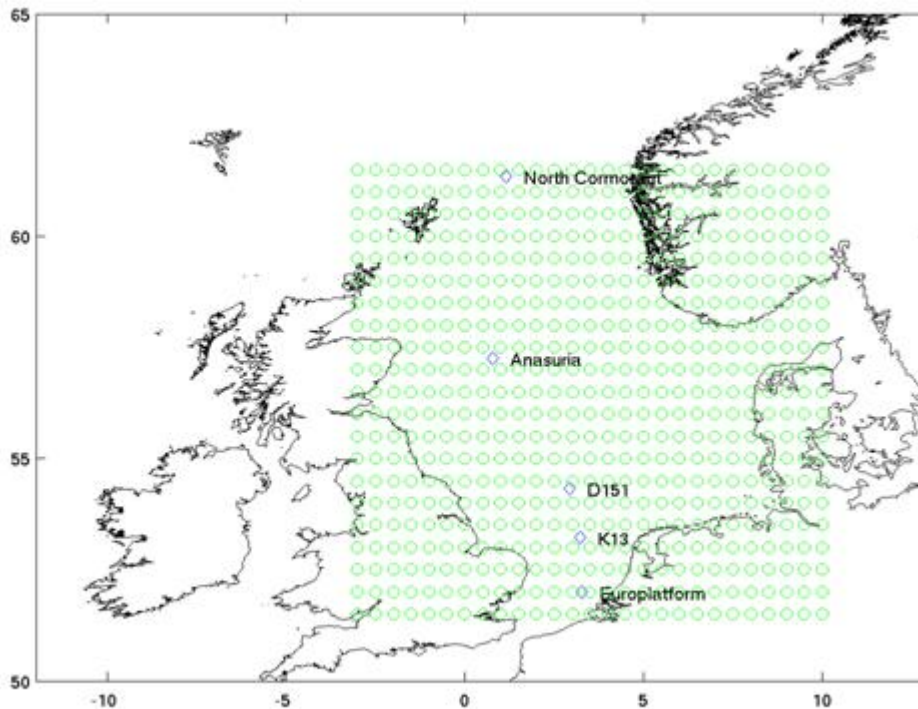 65
North Cormorant
60
Anasuria
55
D151
K13
Europlatform
50
-10 -5 0 5 10